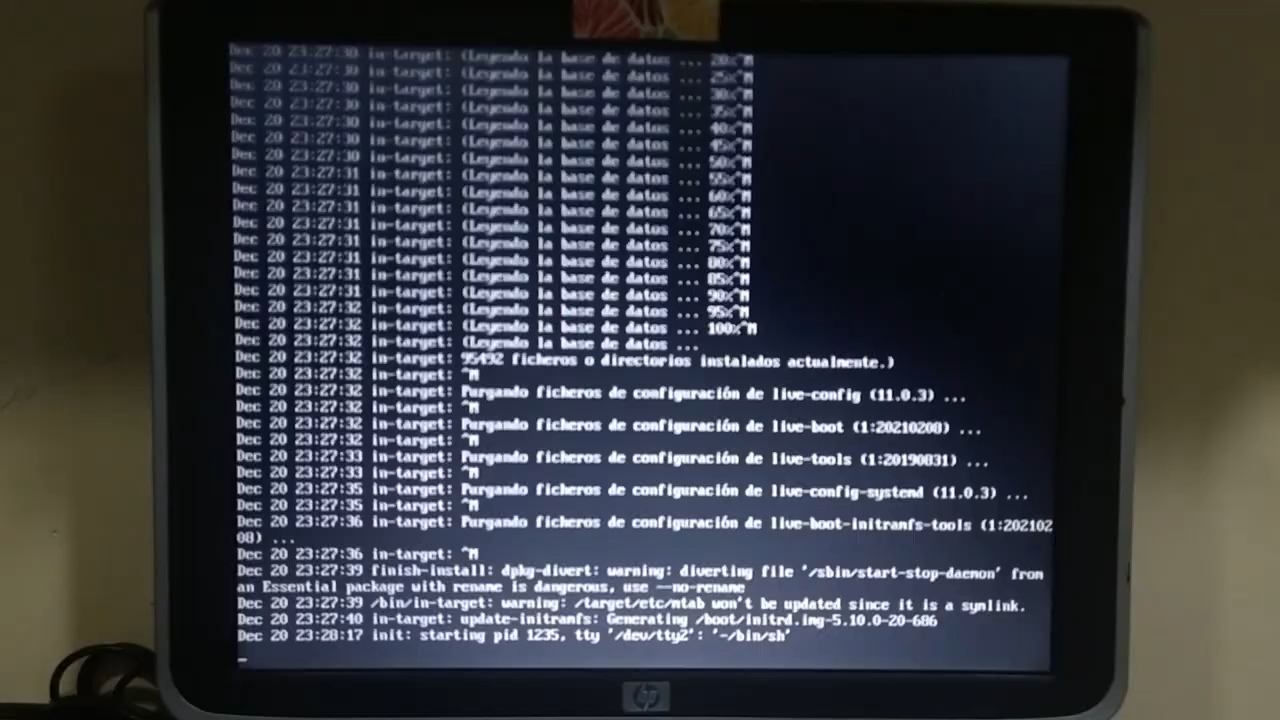 Dec 20 23:27:30 in-target: (Leyendo la base de datos ... 20%^M
Dec 20 23:27:30 in-target: (Leyendo la base de datos ... 25%^M
Dec 20 23:27:30 in-target: (Leyendo la base de datos ... 30%^M
Dec 20 23:27:30 in-target: (Leyendo la base de datos ... 35%^M
Dec 20 23:27:30 in-target: (Leyendo la base de datos ... 40%^M
Dec 20 23:27:30 in-target: (Leyendo la base de datos ... 45%^M
Dec 20 23:27:30 in-target: (Leyendo la base de datos ... 50%^M
Dec 20 23:27:31 in-target: (Leyendo la base de datos ... 55%^M
Dec 20 23:27:31 in-target: (Leyendo la base de datos ... 60%^M
Dec 20 23:27:31 in-target: (Leyendo la base de datos ... 65%^M
Dec 20 23:27:31 in-target: (Leyendo la base de datos ... 70%^M
Dec 20 23:27:31 in-target: (Leyendo la base de datos ... 75%^M
Dec 20 23:27:31 in-target: (Leyendo la base de datos ... 80%^M
Dec 20 23:27:31 in-target: (Leyendo la base de datos ... 85%^M
Dec 20 23:27:31 in-target: (Leyendo la base de datos ... 90%^M
Dec 20 23:27:32 in-target: (Leyendo la base de datos ... 95%^M
Dec 20 23:27:32 in-target: (Leyendo la base de datos ... 100%^M
Dec 20 23:27:32 in-target: (Leyendo la base de datos ...
Dec 20 23:27:32 in-target: 95492 ficheros o directorios instalados actualmente.)
Dec 20 23:27:32 in-target: ^M
Dec 20 23:27:32 in-target: Purgando ficheros de configuración de live-config (11.0.3) ...
Dec 20 23:27:32 in-target: ^M
Dec 20 23:27:32 in-target: Purgando ficheros de configuración de live-boot (1:20210208) ...
Dec 20 23:27:32 in-target: ^M
Dec 20 23:27:33 in-target: Purgando ficheros de configuración de live-tools (1:20190831) ...
Dec 20 23:27:33 in-target: ^M
Dec 20 23:27:35 in-target: Purgando ficheros de configuración de live-config-systemd (11.0.3) ...
Dec 20 23:27:35 in-target: ^M
Dec 20 23:27:36 in-target: Purgando ficheros de configuración de live-boot-initramfs-tools (1:202102
08) ...
Dec 20 23:27:36 in-target: ^M
Dec 20 23:27:39 finish-install: dpkg-divert: warning: diverting file '/sbin/start-stop-daemon' from
an Essential package with rename is dangerous, use --no-rename
Dec 20 23:27:39 /bin/in-target: warning: /target/etc/mtab won't be updated since it is a symlink.
Dec 20 23:27:40 in-target: update-initramfs: Generating /boot/initrd.img-5.10.0-20-686
Dec 20 23:28:17 init: starting pid 1235, tty '/dev/tty2': '-/bin/sh'
hp